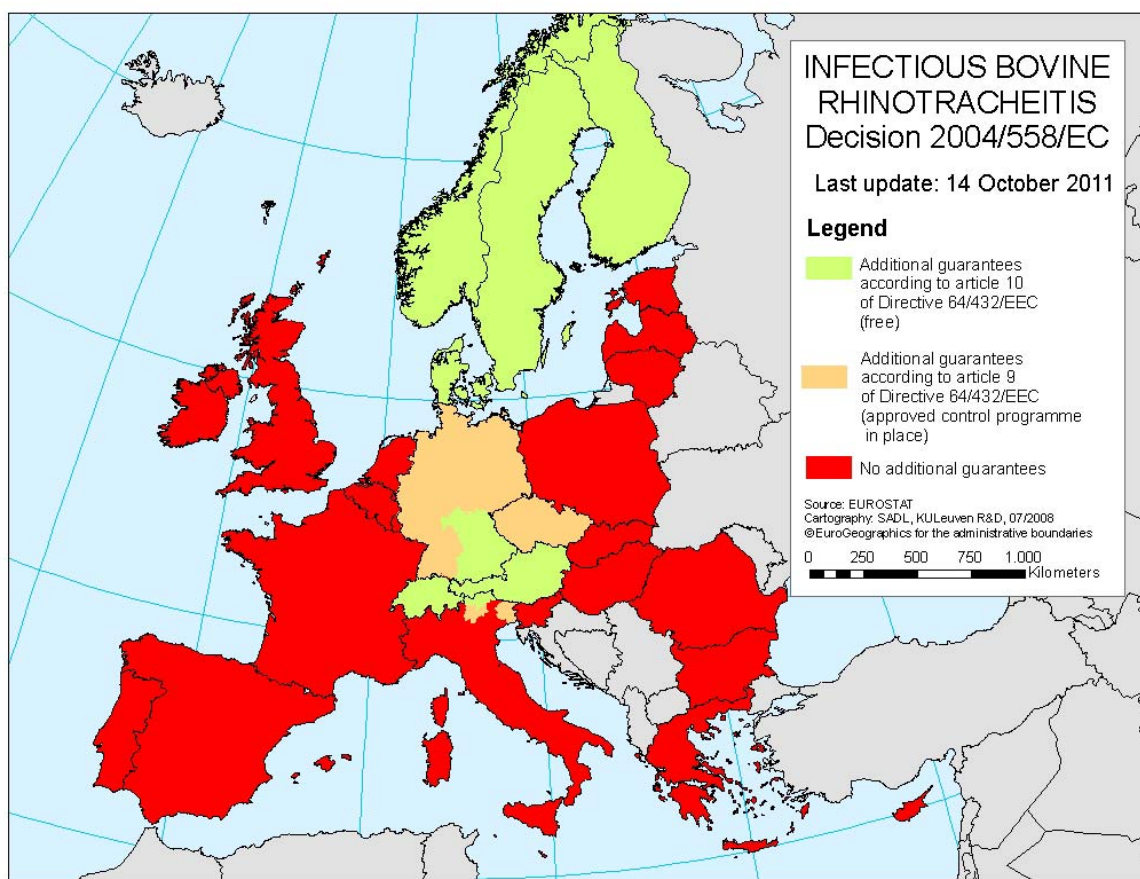 INFECTIOUS BOVINE
RHINOTRACHEITIS
Decision 2004/558/EC
Last update: 14 October 2011
Legend
Additional guarantees
according to article 10
of Directive 64/432/EEC
(free)
Additional guarantees
according to article 9
of Directive 64/432/EEC
(approved control programme
in place)
No additional guarantees
Source: EUROSTAT
Cartography: SADL, KULeuven R&D, 07/2008
©EuroGeographics for the administrative boundaries
0 250 500 750 1.000
Kilometers